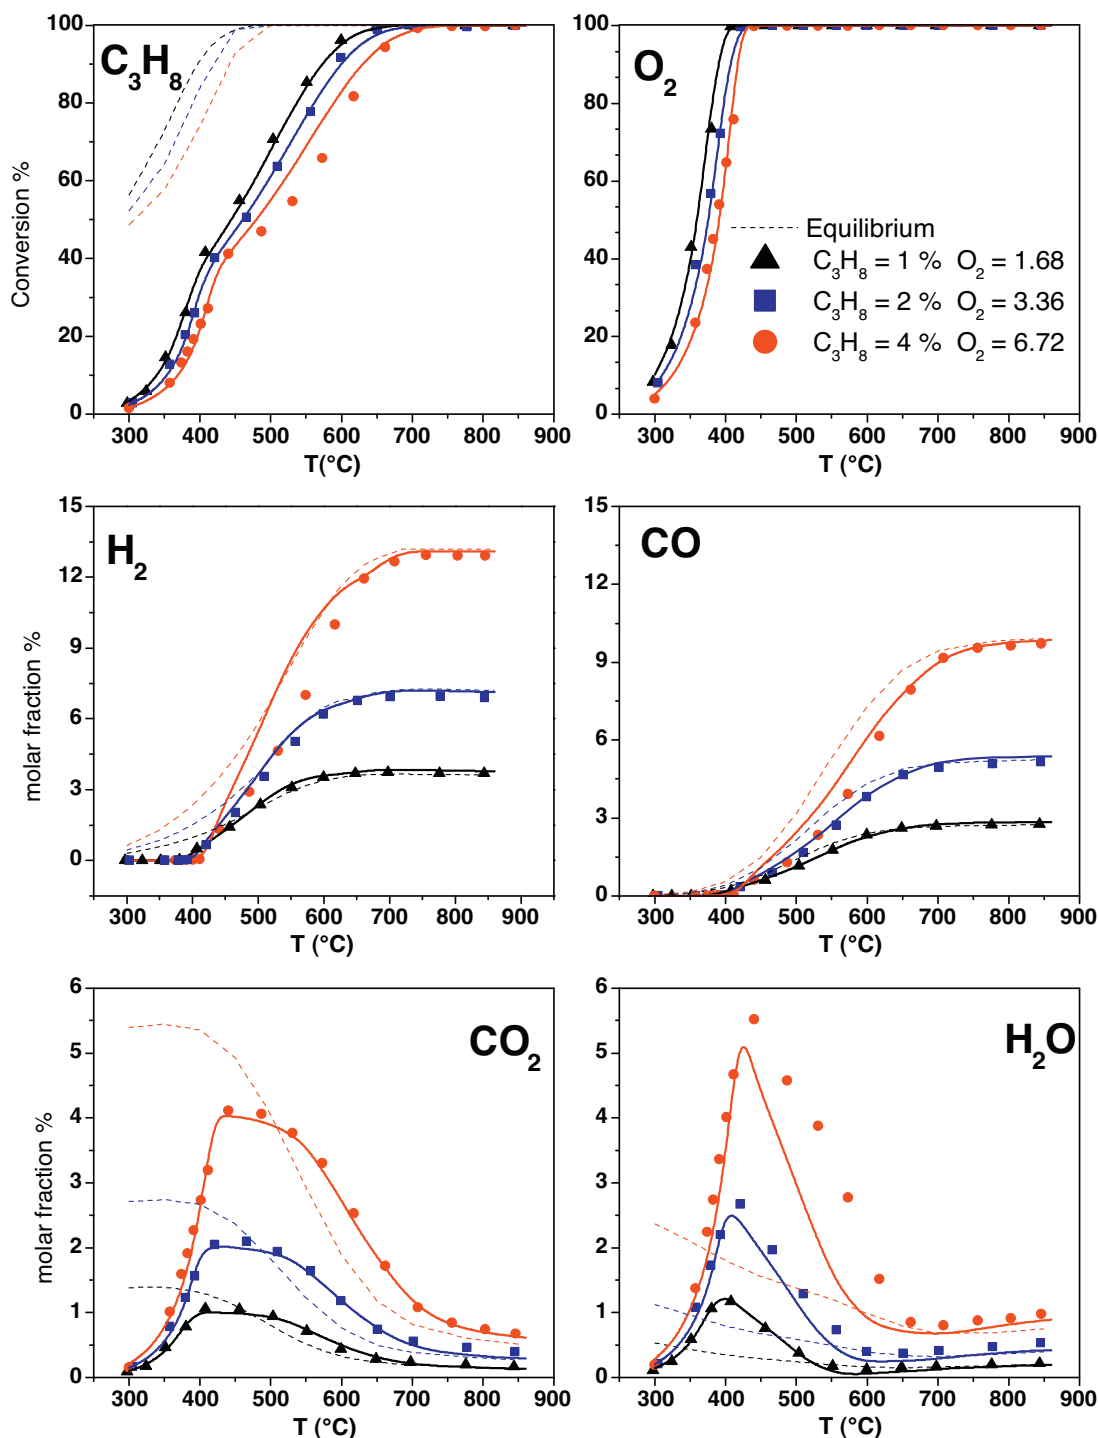 C₃H₈
Conversion %
100
80
60
40
20
0
300 400 500 600 700 800 900
T(°C)
O₂
100
80
60
40
20
0
Equilibrium
C₃H₈ = 1 % O₂ = 1.68
C₃H₈ = 2 % O₂ = 3.36
C₃H₈ = 4 % O₂ = 6.72
300 400 500 600 700 800 900
T (°C)
H₂
molar fraction %
15
12
9
6
3
0
300 400 500 600 700 800 900
T (°C)
CO
15
12
9
6
3
0
300 400 500 600 700 800 900
T (°C)
CO₂
molar fraction %
6
5
4
3
2
1
0
300 400 500 600 700 800 900
T (°C)
H₂O
6
5
4
3
2
1
0
300 400 500 600 700 800 900
T (°C)